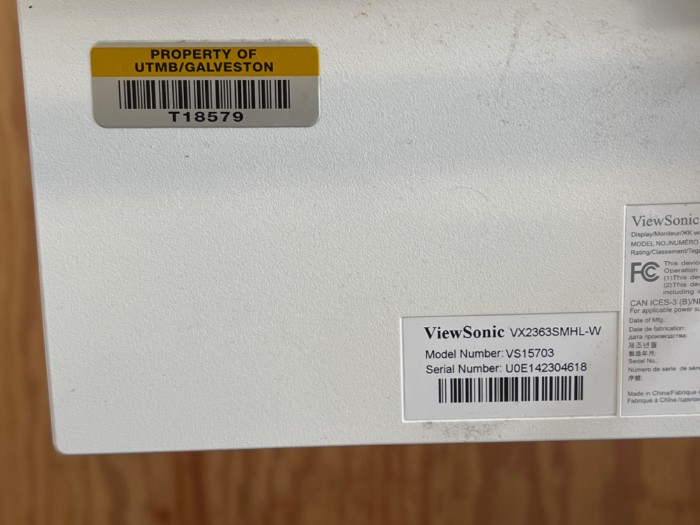 PROPERTY OF
UTMB/GALVESTON
T18579
ViewSonic VX2363SMHL-W
Model Number: VS15703
Serial Number: U0E142304618
ViewSonic
Display/Moniteur/
MODEL NO./NUMÉRO
Rating/Classement/
FC
This
Operation
(1)This
(2)This
including
CAN ICES-3 (B)/
For applicable power
Date of Mfg.:
Date de fabrication:
Дата производства:
제조년월
製造年月:
Serial No.:
Numéro de série
序號:
Made in China/Fabriqué
Fabriqué à Chine